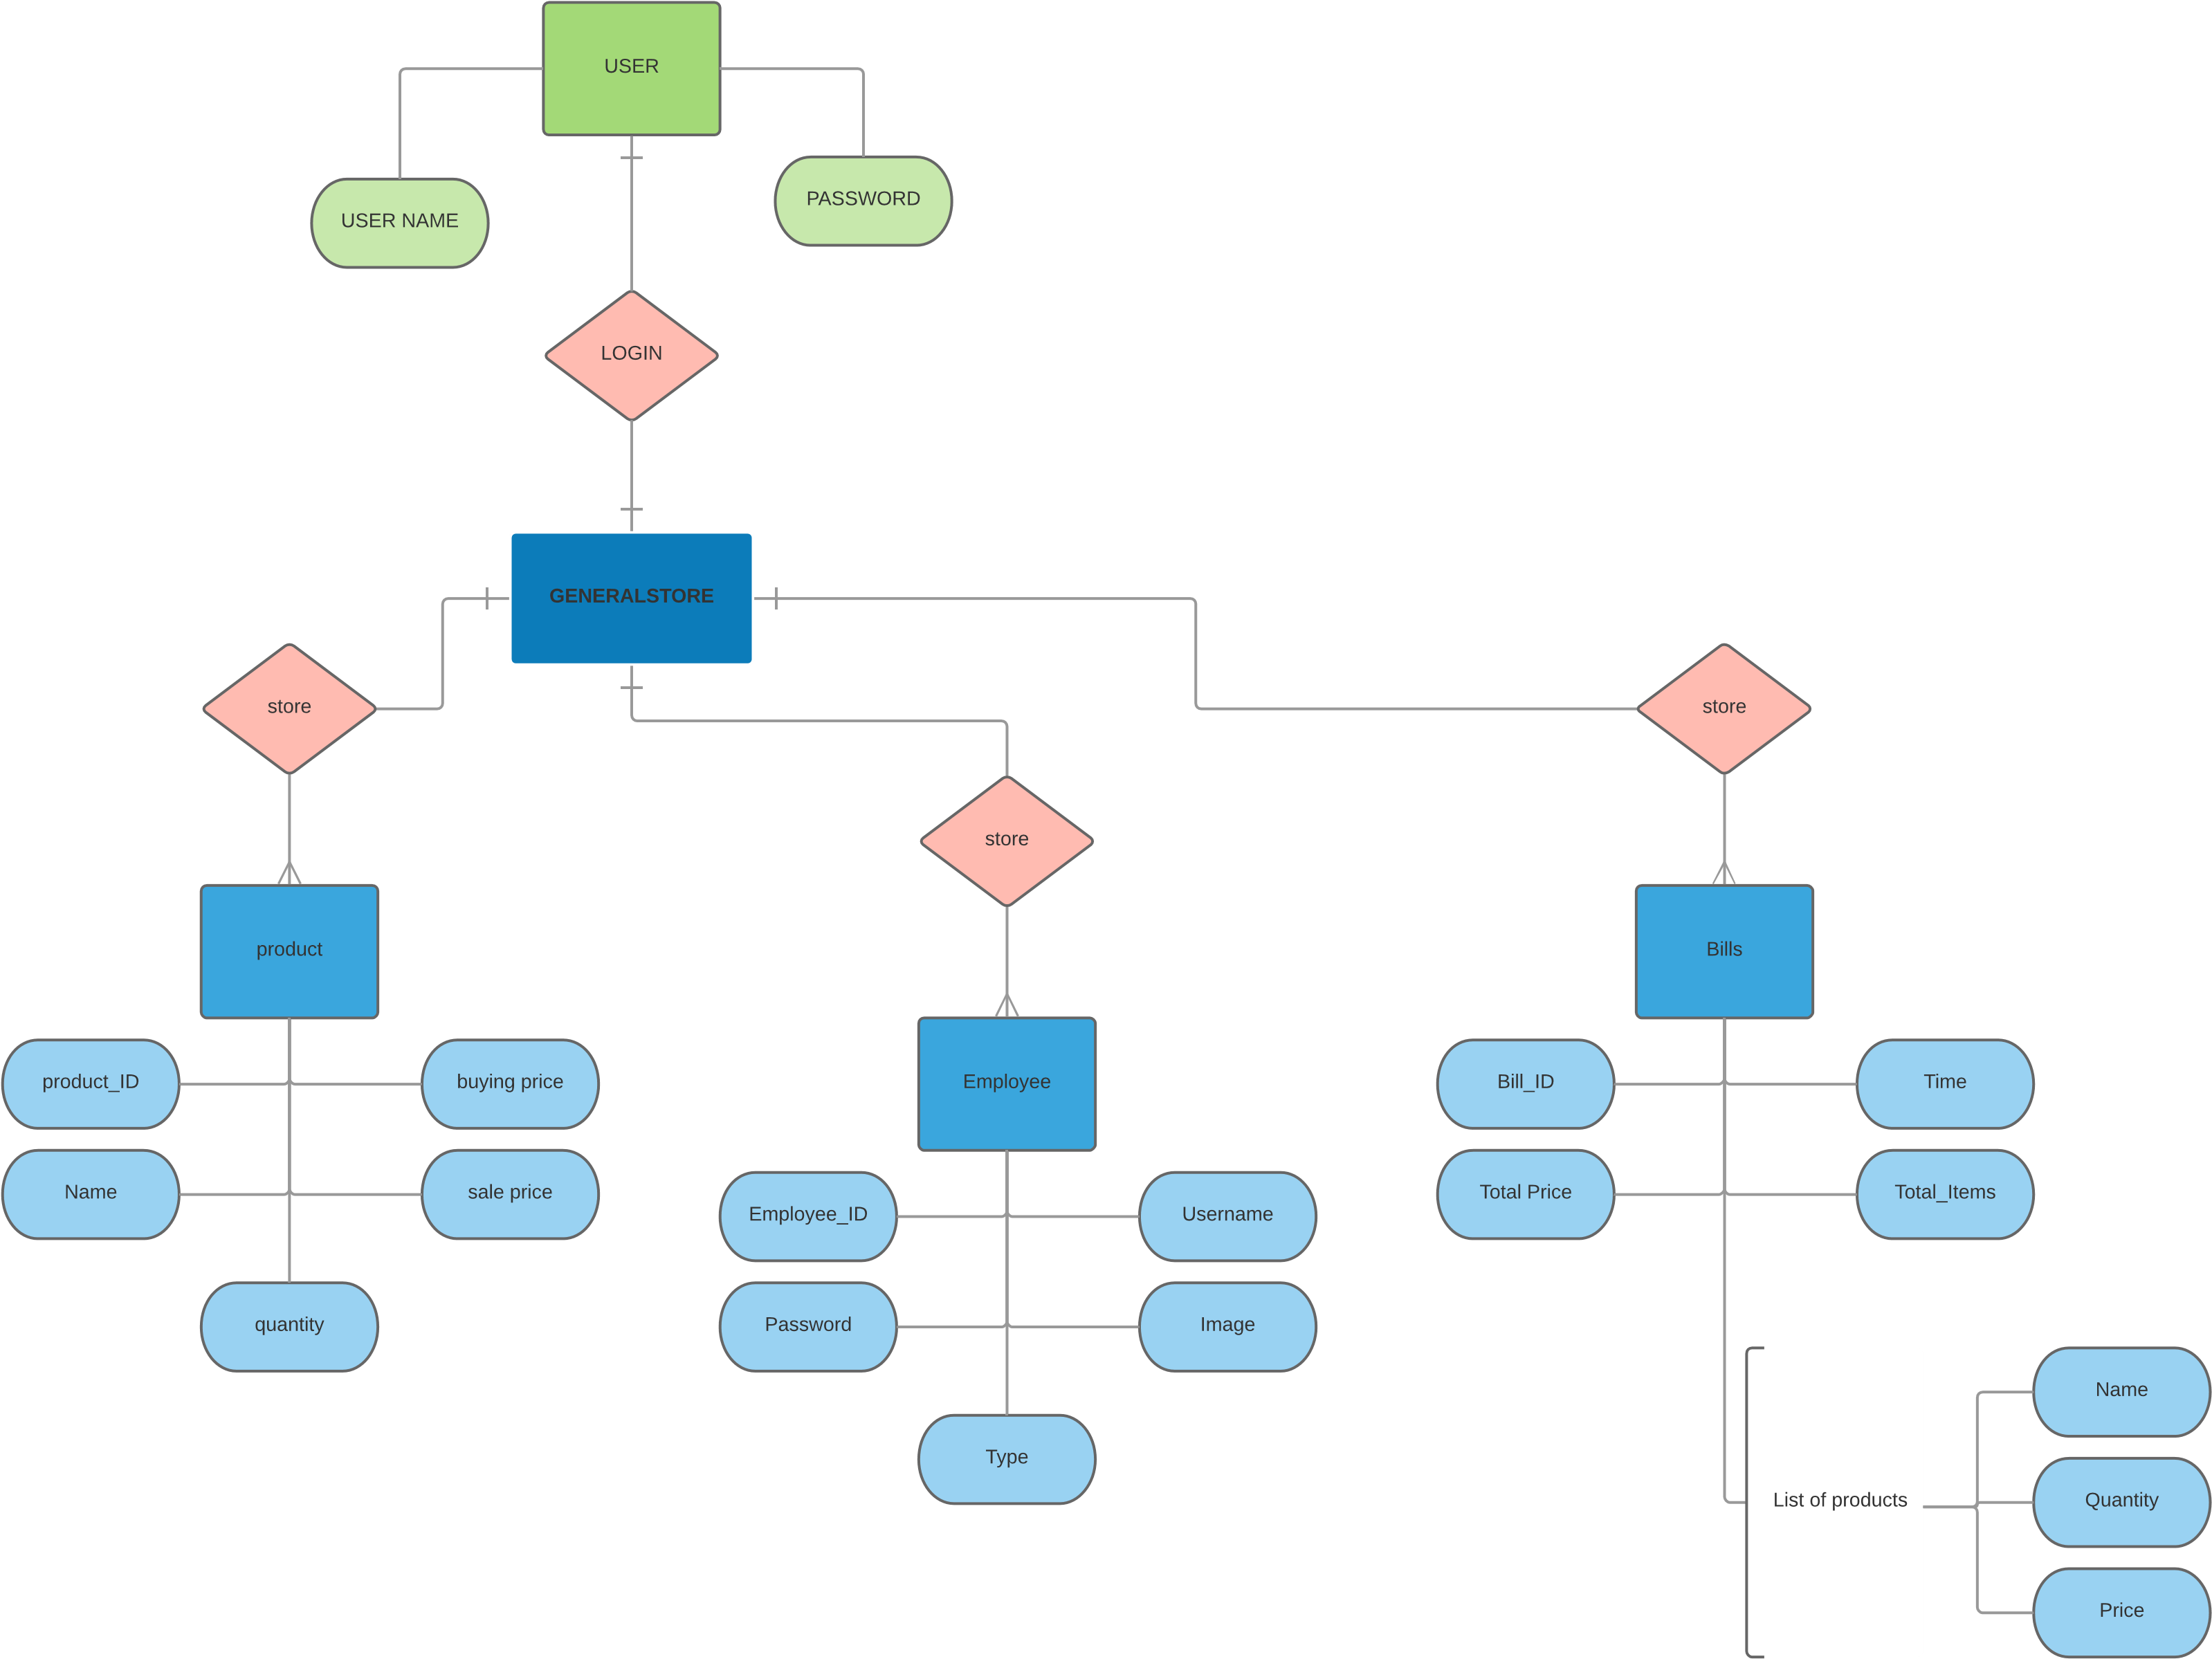 USER
USER NAME
PASSWORD
LOGIN
GENERALSTORE
store
store
store
product
Bills
Employee
product_ID
buying price
Name
sale price
quantity
Employee_ID
Username
Password
Image
Type
Bill_ID
Time
Total Price
Total_Items
List of products
Name
Quantity
Price